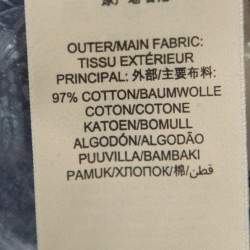 OUTER/MAIN FABRIC:
TISSU EXTÉRIEUR
PRINCIPAL: 外部/主要布料:
97% COTTON/BAUMWOLLE
COTON/COTONE
KATOEN/BOMULL
ALGODÓN/ALGODÃO
PUUVILLA/BAMBAKI
PAMUK/ХЛОПОК/棉/قطن